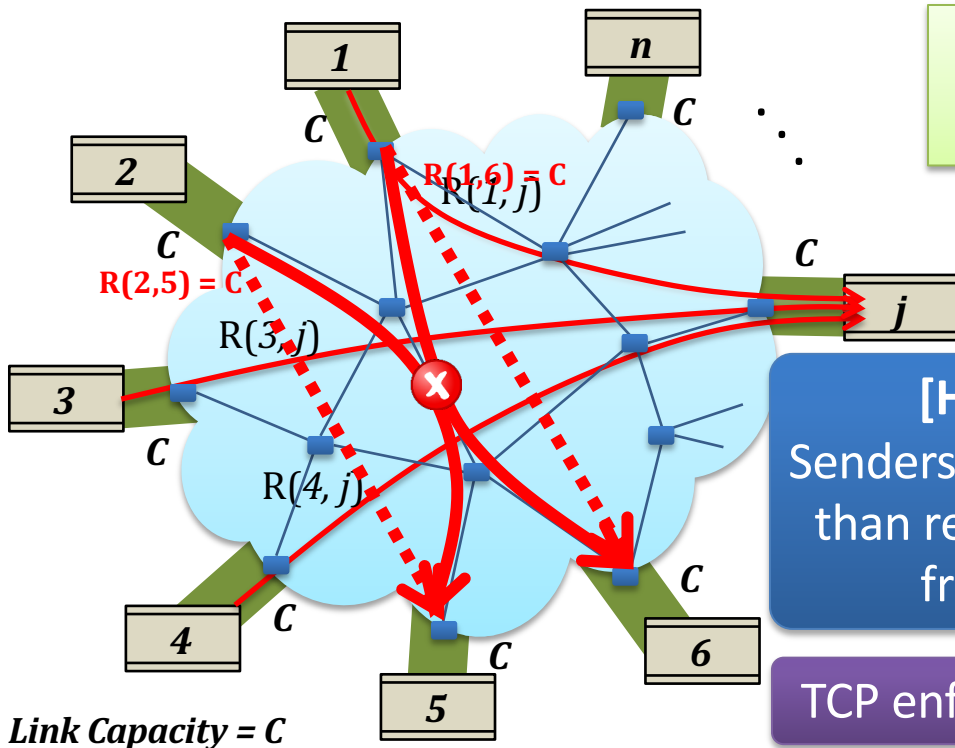 1
n
C
C
2
R(1,6) = C
R(1, j)
C
C
R(2,5) = C
j
R(3, j)
x
3
[H
C
Senders
than re
R(4, j)
fr
C
C
4
C
6
5
TCP enf
Link Capacity = C